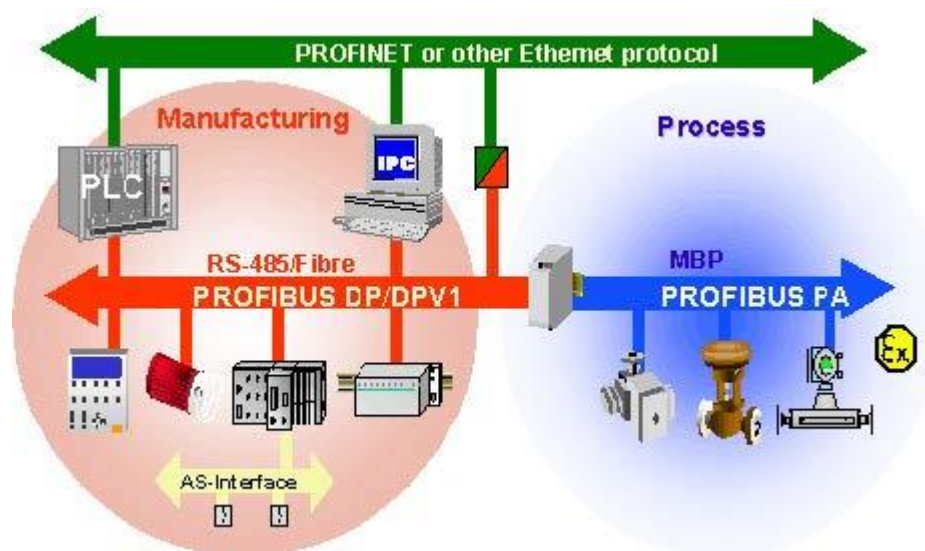 PROFINET or other Ethernet protocol
Manufacturing
Process
PLC
IPC
RS-485/Fibre
MBP
PROFIBUS DP/DPV1
PROFIBUS PA
Ex
AS-Interface